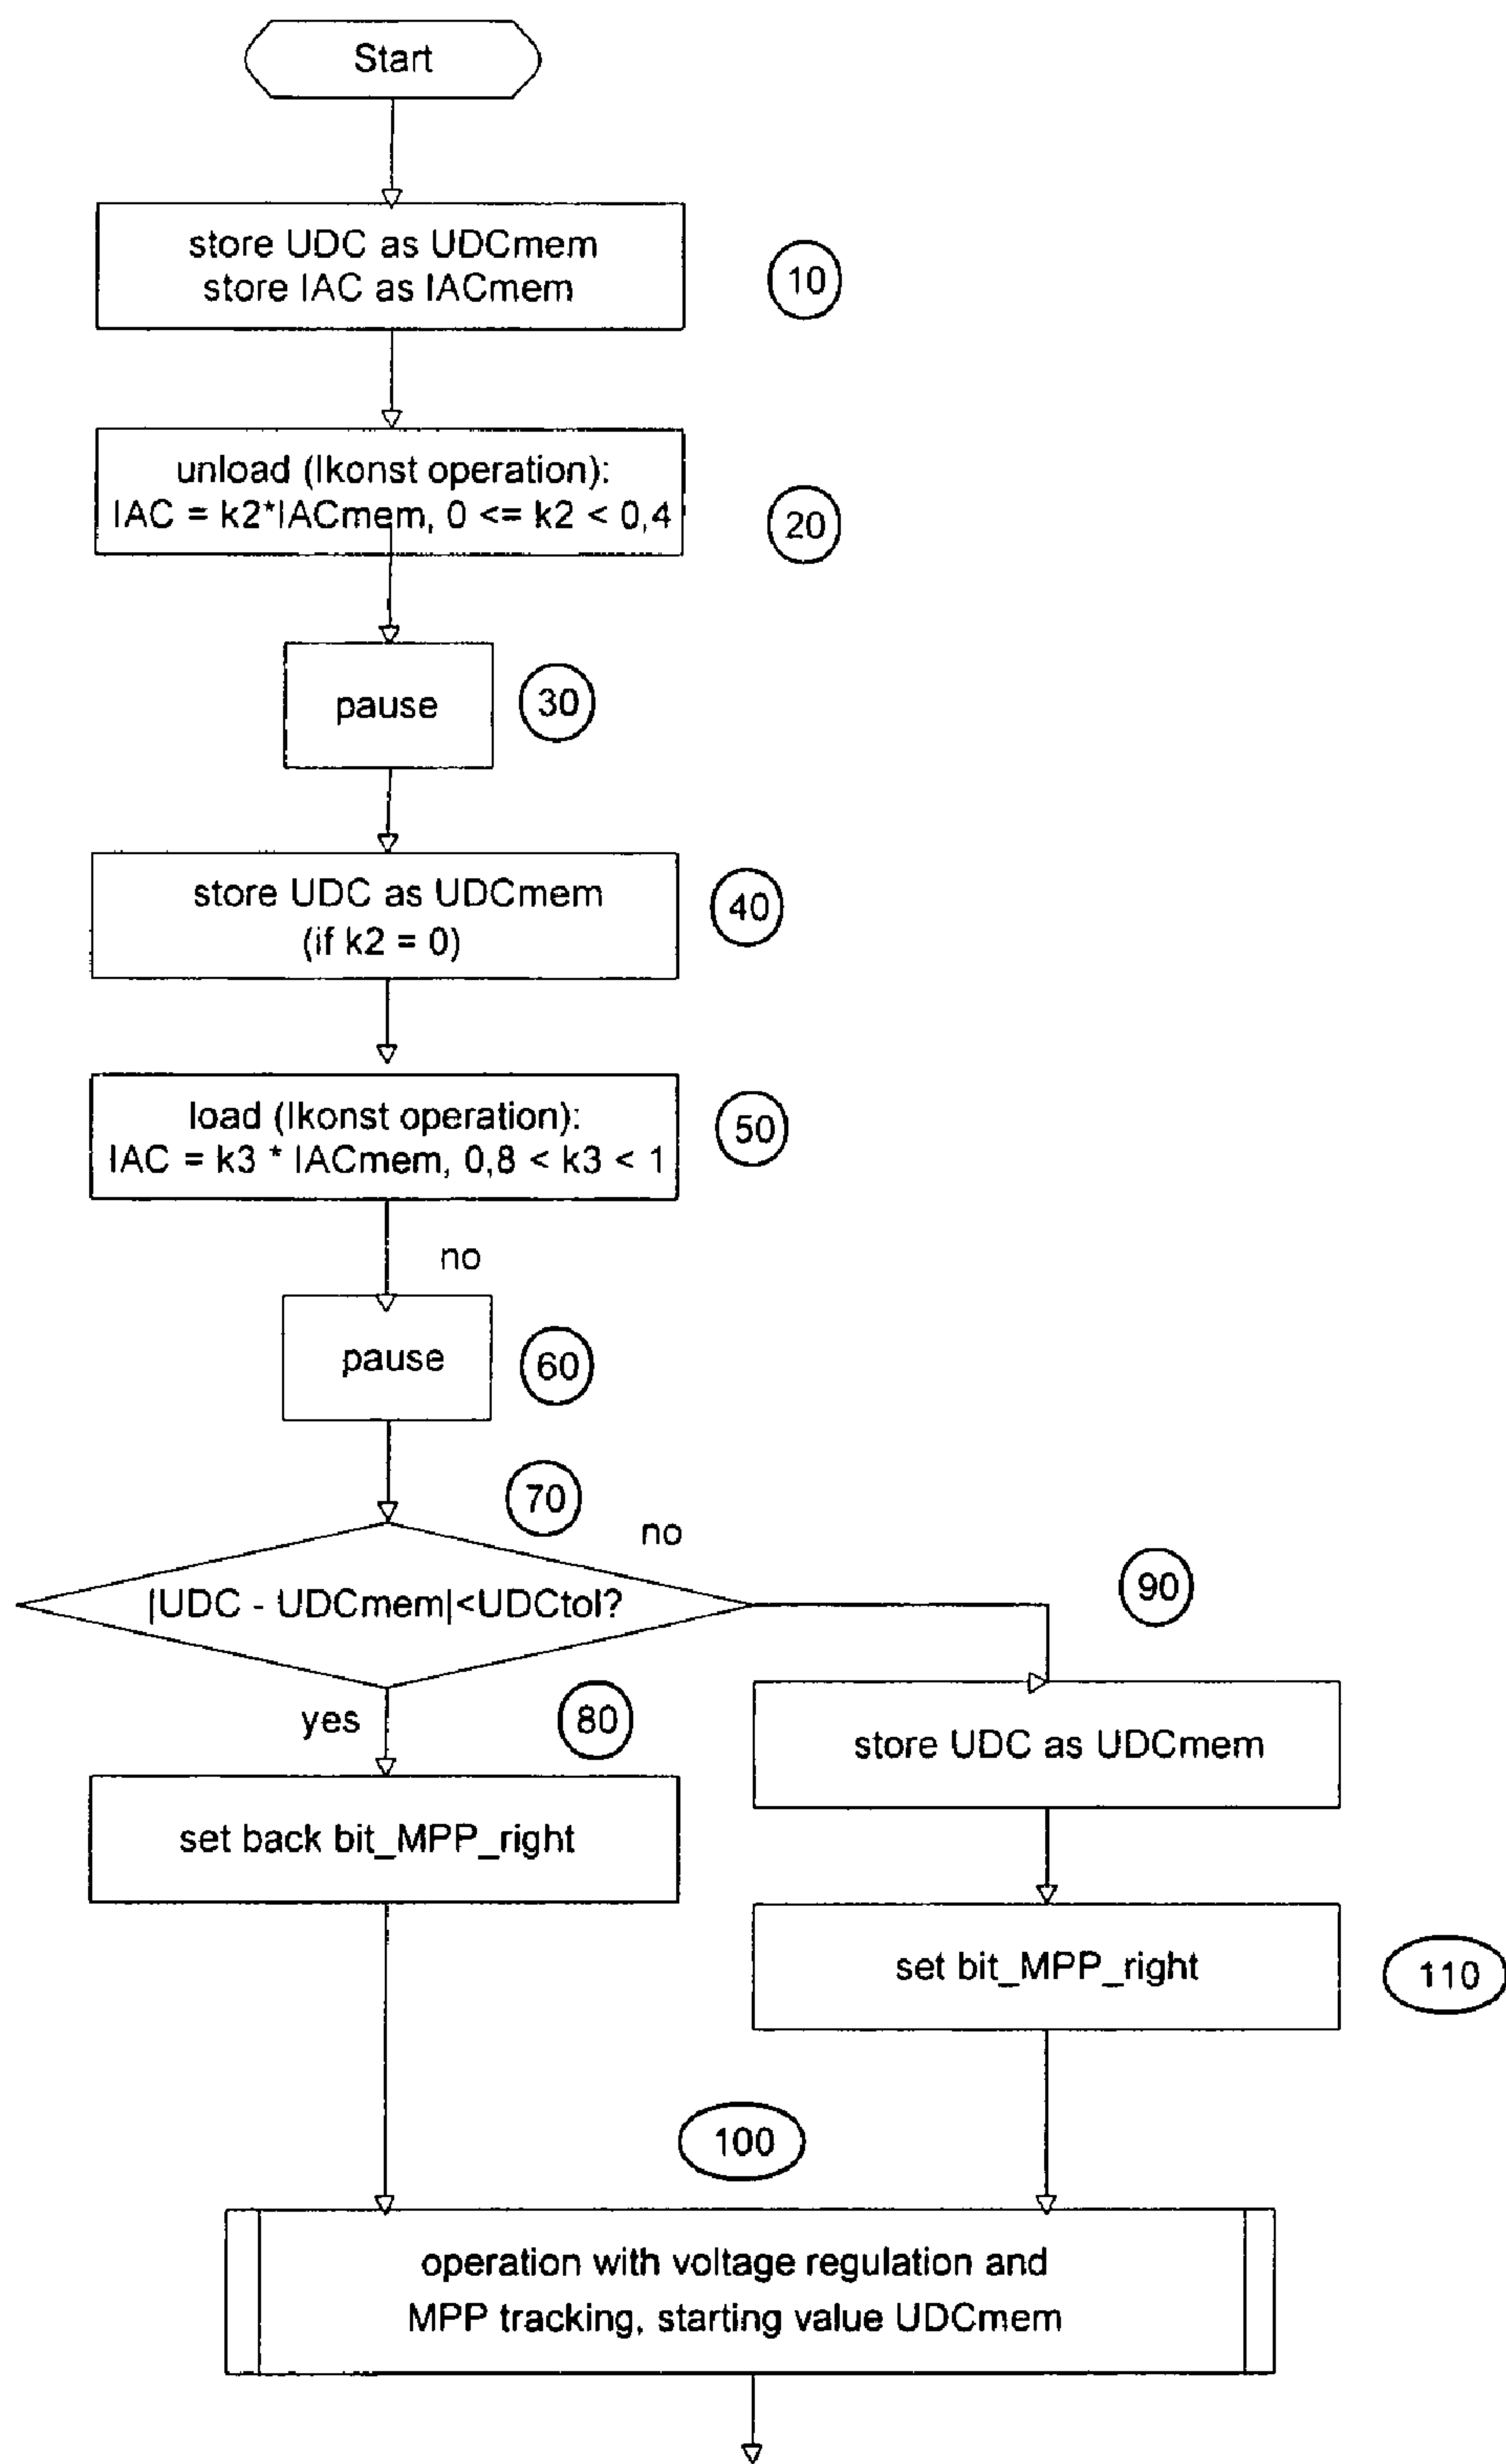 Start
store UDC as UDCmem
store IAC as IACmem
10
unload (Ikonst operation):
IAC = k2*IACmem, 0 <= k2 < 0,4
20
pause
30
store UDC as UDCmem
(if k2 = 0)
40
load (Ikonst operation):
IAC = k3 * IACmem, 0,8 < k3 < 1
50
no
pause
60
70
no
|UDC - UDCmem|<UDCtol?
90
yes
80
store UDC as UDCmem
set back bit_MPP_right
set bit_MPP_right
110
100
operation with voltage regulation and
MPP tracking, starting value UDCmem